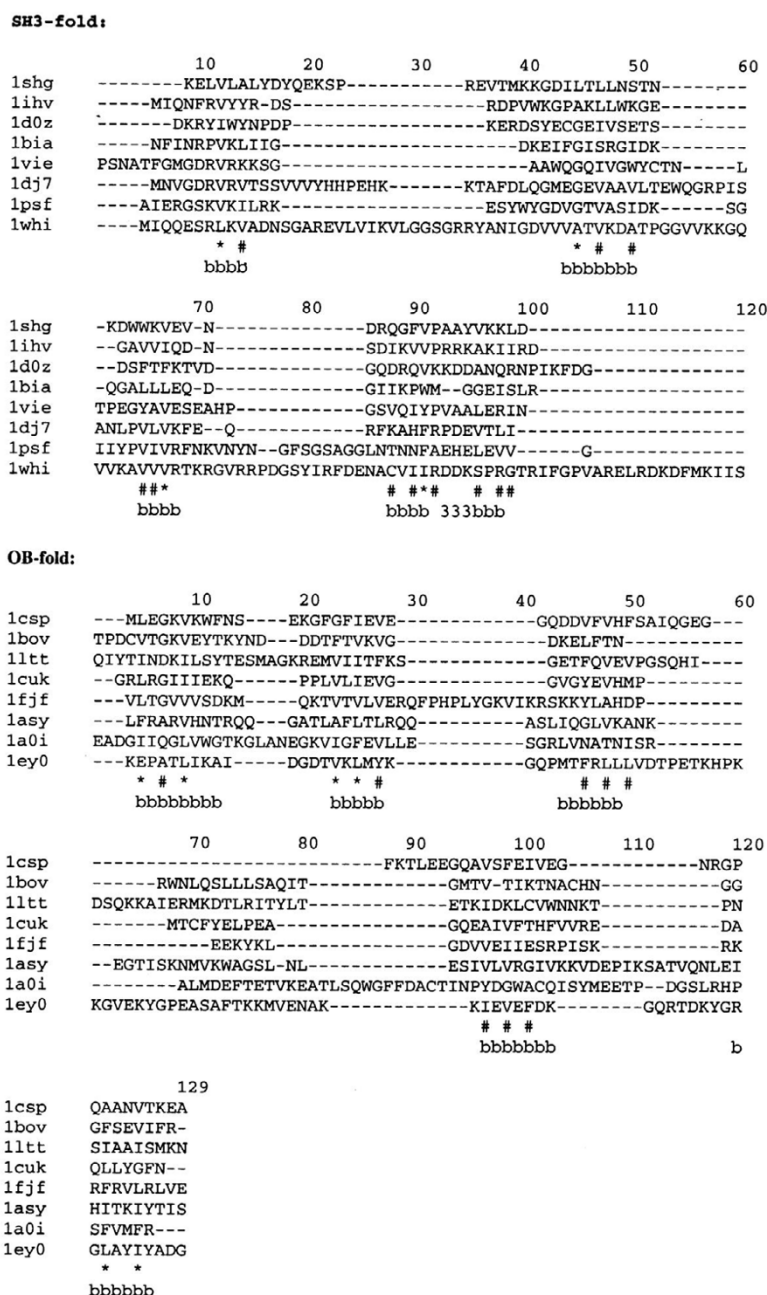 SH3-fold:
10 20 30 40 50 60
1shg --------KELVLALYDYQEKSP------------REVTMKKGDILTLLNSTN--------
1ihv -----MIQNFRVYYR-DS------------------RDPVWKGPAKLLWKGE---------
1d0z -------DKRYIWYNPDP------------------KERDSYECGEIVSETS---------
1bia -----NFINRPVKLIIG-------------------DKEIFGISRGIDK---------
1vie PSNATFGMGDRVRKKSG-------------------AAWQGQIVGWYCTN------L
1dj7 ---MNVGDRVRVTSSVVVYHHPEHK-------KTAFDLQGMEGEVAAVLTEWQGRPIS
1psf ----AIERGSKVKILRK-------------------ESYWYGDVGTVASIDK-----SG
1whi ----MIQQESRLKVADNSGAREVLVIKVLGGSGRRYANIGDVVVATVKDATPGGVVKKGQ
* # * # #
bbbb bbbbbbb
70 80 90 100 110 120
1shg -KDWWKVEV-N---------------DRQGFVPAAYVKKLD--------------------
1ihv --GAVVIQD-N---------------SDIKVVPRRKAKIIRD-------------------
1d0z --DSFTFKTVD---------------GQDRQVKKDDANQRNPIKFDG--------------
1bia -QGALLLEQ-D---------------GIIKPWM--GGEISLR-------------------
1vie TPEGYAVESEAHP-------------GSVQIYPVAALERIN--------------------
1dj7 ANLPVLVKFE--Q-------------RFKAHFRPDEVTLI---------------------
1psf IIYPVIVRFNKVNYN--GFSGSAGGLNTNNFAEHELEVV------G---------------
1whi VVKAVVVRTKRGVRRPDGSYIRFDENACVIIRDDKSPRGTRIFGPVARELRDKDFMKIIS
##* # #*# # ##
bbbb bbbb 333bbb
OB-fold:
10 20 30 40 50 60
1csp ---MLEGKVKWFNS----EKGFGFIEVE-------------GQDDVFVHFSAIQGEG---
1bov TPDCVTGKVEYTKYND---DDTFTVKVG-------------DKELFTN------------
1ltt QIYTINDKILSYTESMAGKREMVIITFKS------------GETFQVEVPGSQHI-----
1cuk --GRLRGIIIEKQ------PPLVLIEVG-------------GVGYEVHMP----------
1fjf ---VLTGVVVSDKM-----QKTVTVLVERQFPHPLYGKVIKRSKKYLAHDP---------
1asy ---LFRARVHNTRQQ---GATLAFLTLRQQ-----------ASLIQGLVKANK-------
1a0i EADGIIQGLVWGTKGLANEGKVIGFEVLLE-----------SGRLVNATNISR-------
1ey0 ---KEPATLIKAI-----DGDTVKLMYK-------------GQPMTFRLLLVDTPETKHPK
* # * * * # # # #
bbbbbbbb bbbbb bbbbbb
70 80 90 100 110 120
1csp ---------------------------FKTLEEGQAVSFEIVEG-----------NRGP
1bov ------RWNLQSLLLSAQIT-------------GMTV-TIKTNACHN--------GG
1ltt DSQKKAIERMKDTLRITYLT-------------ETKIDKLCVWNNKT--------PN
1cuk -------MTCFYELPEA----------------GQEAIVFTHFVVRE--------DA
1fjf -----------EEKYKL----------------GDVVEIIESRPISK--------RK
1asy --EGTISKNMVKWAGSL-NL-------------ESIVLVRGIVKKVDEPIKSATVQNLEI
1a0i --------ALMDEFTETVKEATLSQWGFFDACTINPYDGWACQISYMEETP--DGSLRHP
1ey0 KGVEKYGPEASAFTKKMVENAK-----------KIEVEFDK--------GQRTDKYGR
# # #
bbbbbbb b
129
1csp QAANVTKEA
1bov GFSEVIFR-
1ltt SIAAISMKN
1cuk QLLYGFN--
1fjf RFRVLRLVE
1asy HITKIYTIS
1a0i SFVMFR---
1ey0 GLAYIYADG
* *
bbbbbb